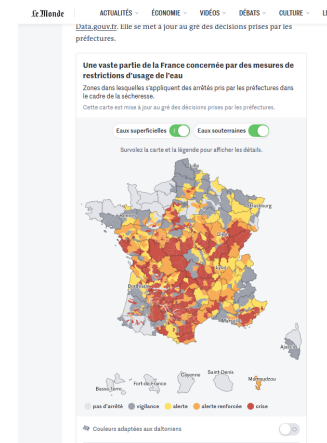 Le Monde ACTUALITÉS ÉCONOMIE VIDÉOS DÉBATS CULTURE
Data.gouv.fr. Elle se met à jour au gré des décisions prises par les
préfectures.
Une vaste partie de la France concernée par des mesures de
restrictions d'usage de l'eau
Zones dans lesquelles s'appliquent des arrêtés pris par les préfectures dans
le cadre de la sécheresse.
Cette carte est mise à jour au gré des décisions prises par les préfectures.
Eaux superficielles Eaux souterraines
Survolez la carte et la légende pour afficher les détails.
Strasbourg
Dijon
Lyon
Bordeaux
Marseille
Ajaccio
Basse-Terre
Fort-de-France
Cayenne
Saint-Denis
Mamoudzou
pas d'arrêté vigilance alerte alerte renforcée crise
Couleurs adaptées aux daltoniens